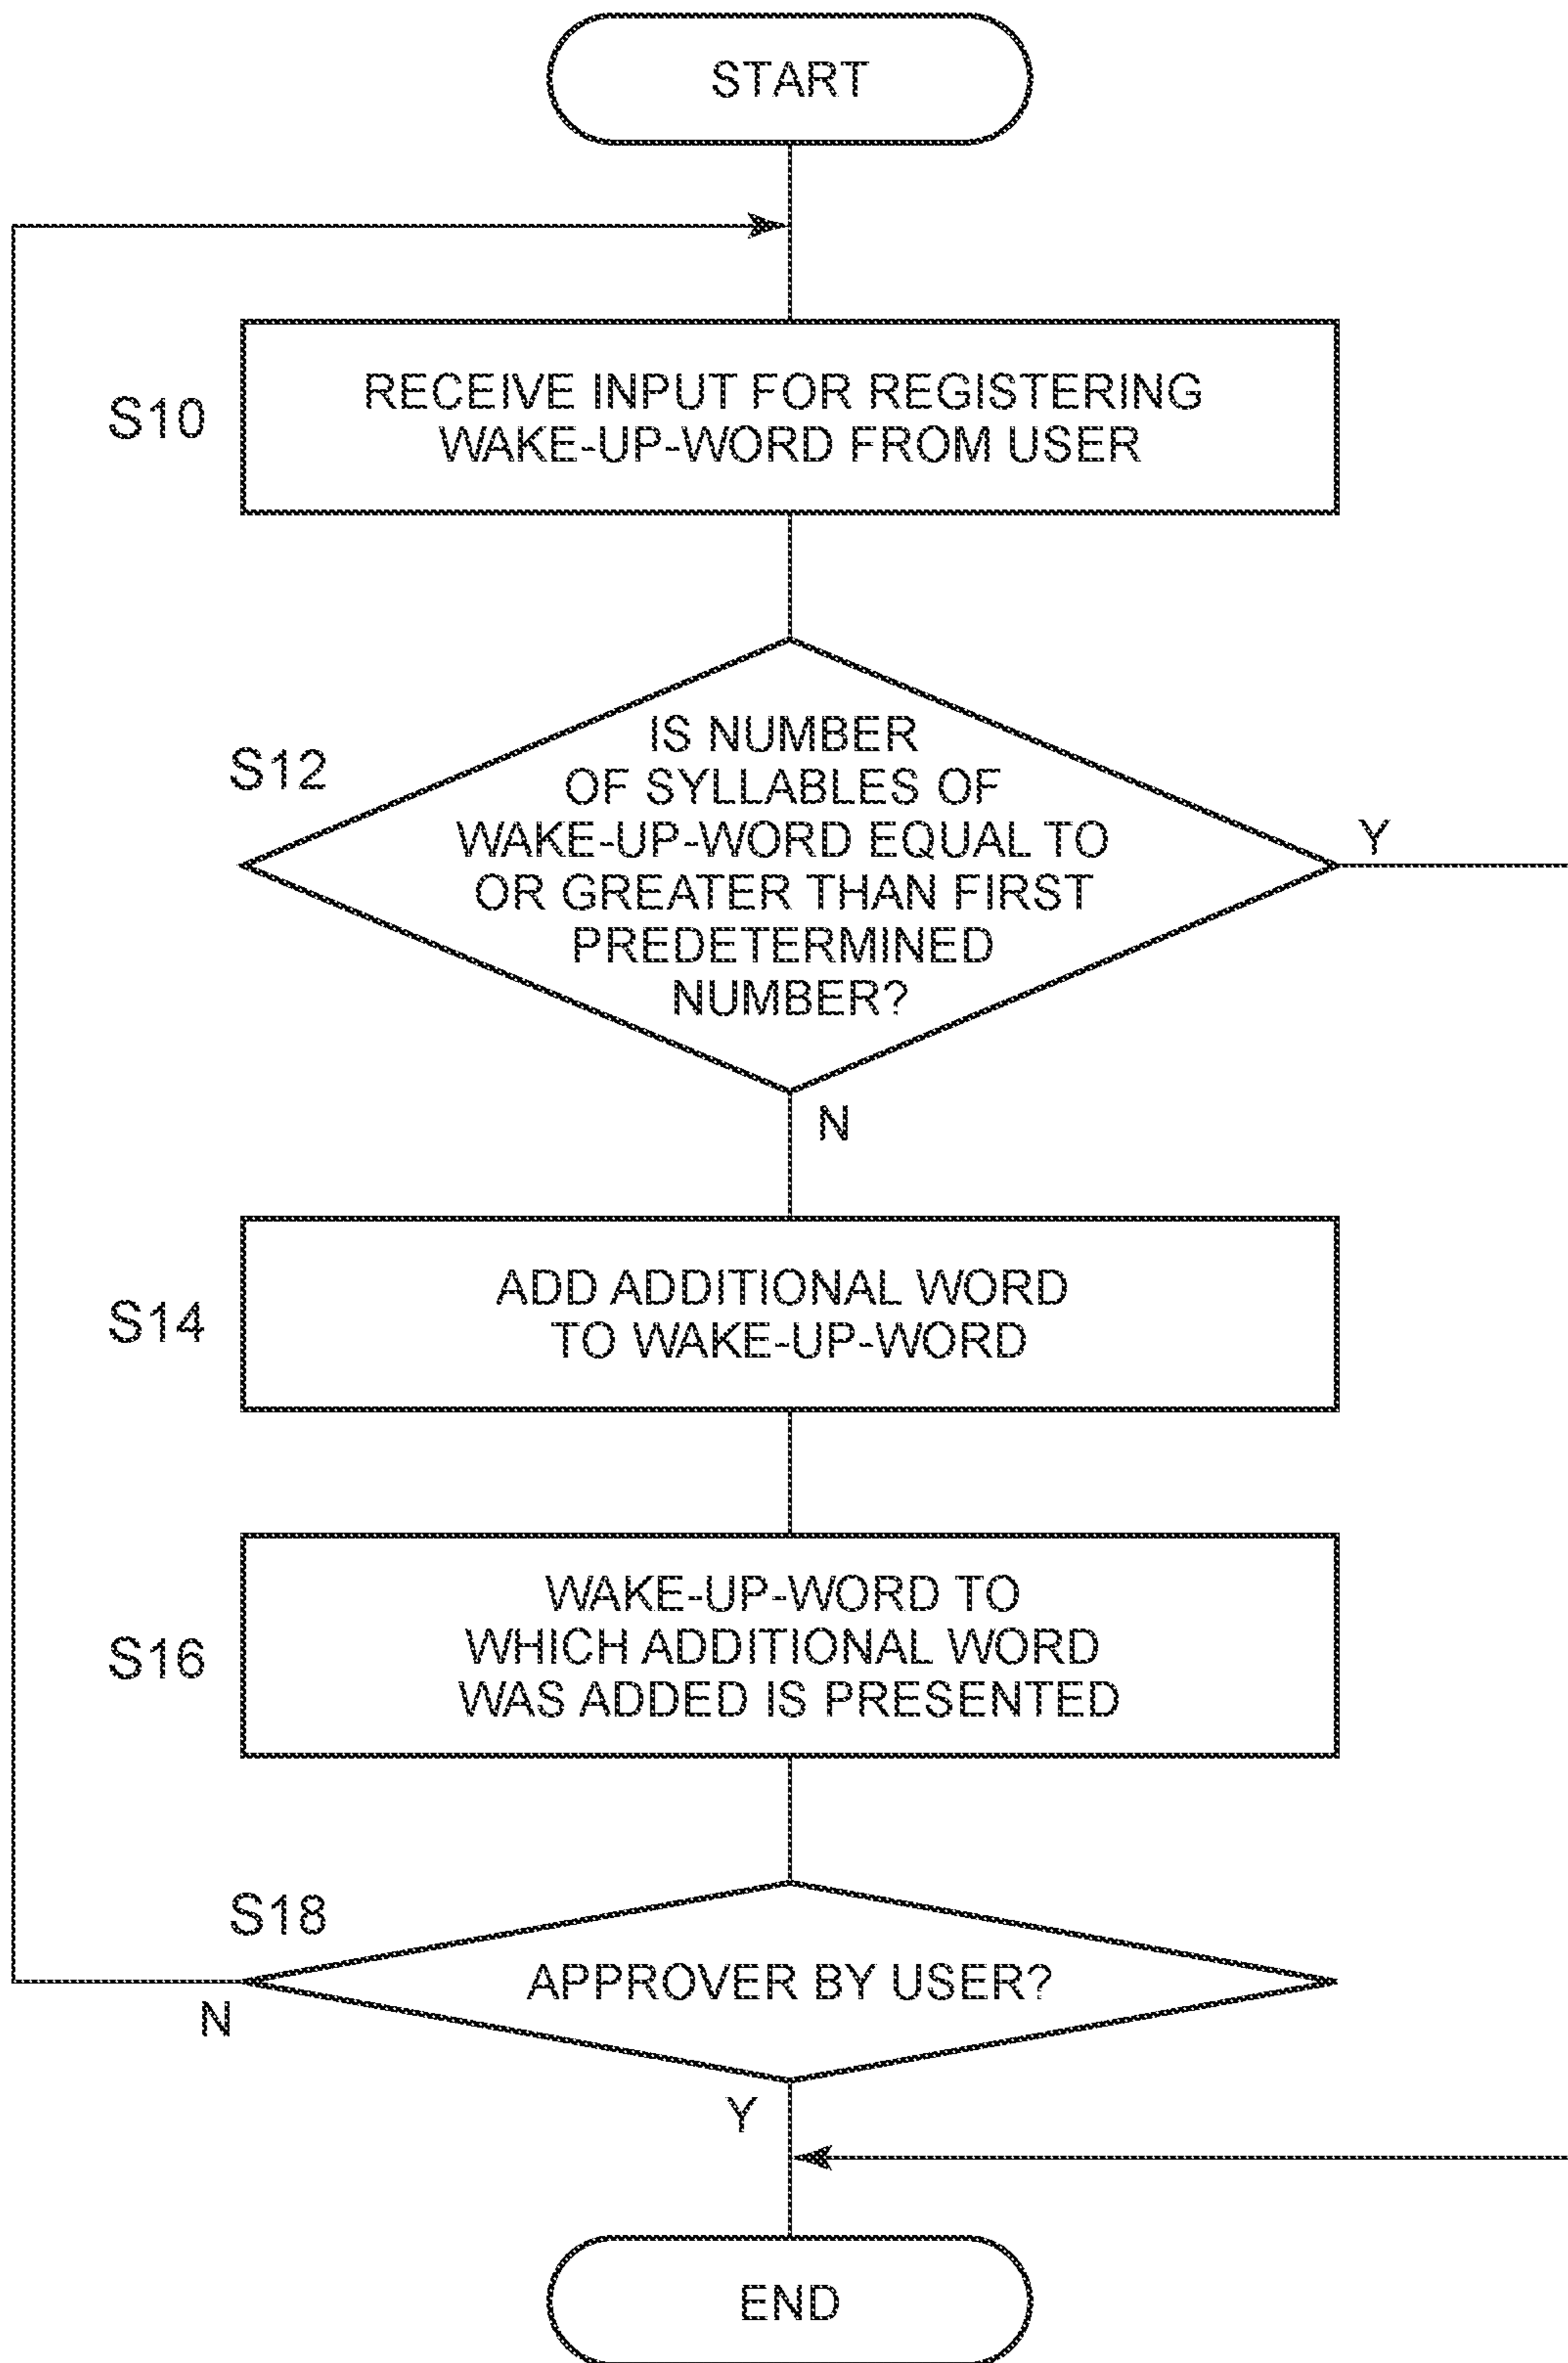 START
S10
RECEIVE INPUT FOR REGISTERING
WAKE-UP-WORD FROM USER
S12
IS NUMBER
OF SYLLABLES OF
WAKE-UP-WORD EQUAL TO
OR GREATER THAN FIRST
PREDETERMINED
NUMBER?
Y
N
S14
ADD ADDITIONAL WORD
TO WAKE-UP-WORD
S16
WAKE-UP-WORD TO
WHICH ADDITIONAL WORD
WAS ADDED IS PRESENTED
S18
APPROVER BY USER?
N
Y
END